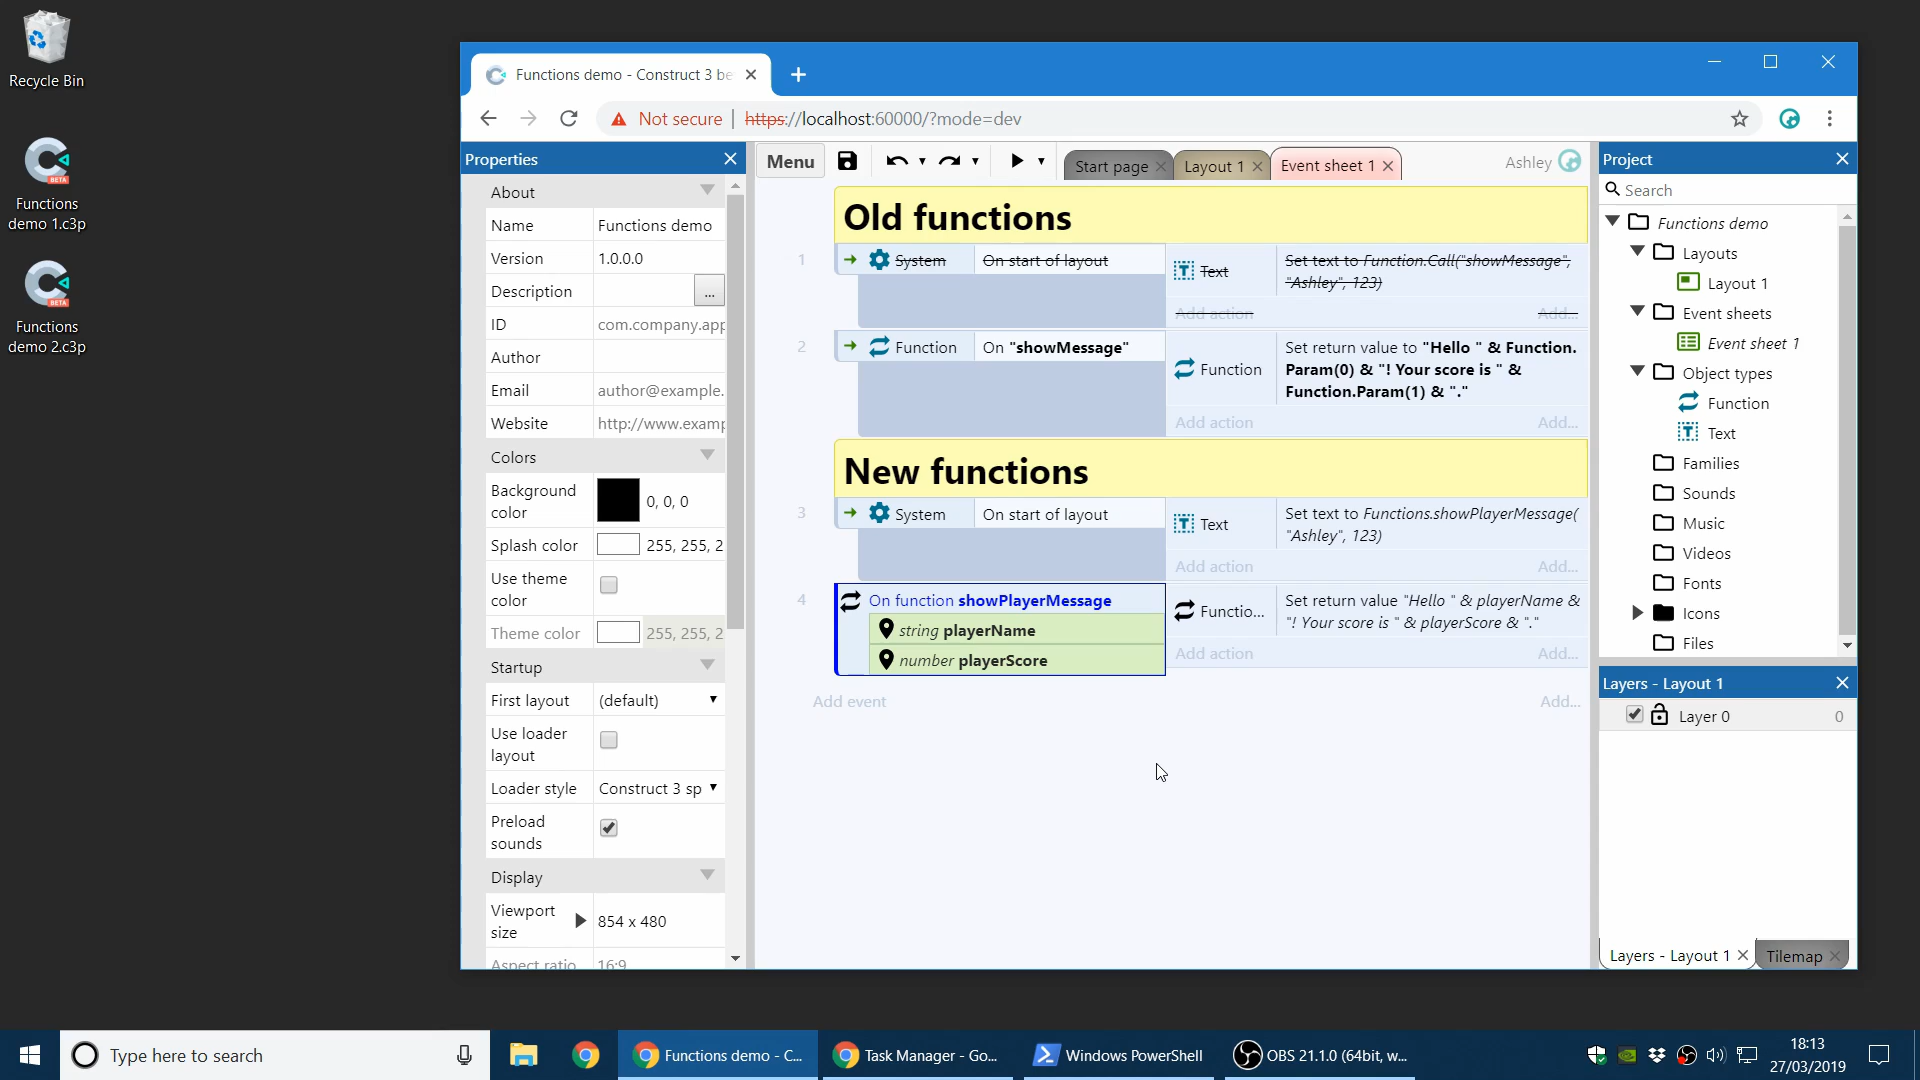 Recycle Bin
Functions
demo 1.c3p
Functions
demo 2.c3p
Functions demo - Construct 3 be
Not secure | https://localhost:60000/?mode=dev
Properties
About
Name Functions demo
Version 1.0.0.0
Description ...
ID com.company.app
Author
Email author@example.
Website http://www.examp
Colors
Background
color 0, 0, 0
Splash color 255, 255, 2
Use theme
color
Theme color 255, 255, 2
Startup
First layout (default)
Use loader
layout
Loader style Construct 3 sp
Preload
sounds
Display
Viewport
size 854 x 480
Aspect ratio 16:9
Menu
Start page
Layout 1
Event sheet 1
Ashley
Old functions
1 System On start of layout
Text
Set text to Function.Call("showMessage",
"Ashley", 123)
Add action Add...
2 Function On "showMessage"
Function
Set return value to "Hello " & Function.
Param(0) & "! Your score is " &
Function.Param(1) & "."
Add action Add...
New functions
3 System On start of layout
Text
Set text to Functions.showPlayerMessage(
"Ashley", 123)
Add action Add...
4 On function showPlayerMessage
string playerName
number playerScore
Functio...
Set return value "Hello " & playerName &
"! Your score is " & playerScore & "."
Add action Add...
Add event Add...
Project
Search
Functions demo
Layouts
Layout 1
Event sheets
Event sheet 1
Object types
Function
Text
Families
Sounds
Music
Videos
Fonts
Icons
Files
Layers - Layout 1
Layer 0 0
Layers - Layout 1
Tilemap
Type here to search
Functions demo - C...
Task Manager - Go...
Windows PowerShell
OBS 21.1.0 (64bit, w...
18:13
27/03/2019